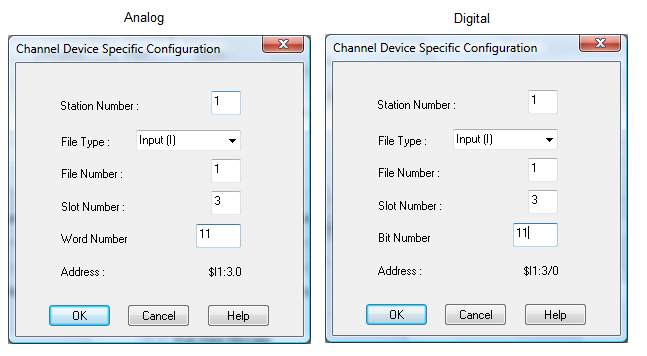 Analog
Channel Device Specific Configuration
Station Number : 1
File Type : Input (I)
File Number : 1
Slot Number : 3
Word Number 11
Address : $I1:3.0
OK Cancel Help
Digital
Channel Device Specific Configuration
Station Number : 1
File Type : Input (I)
File Number : 1
Slot Number : 3
Bit Number 11
Address : $I1:3/0
OK Cancel Help